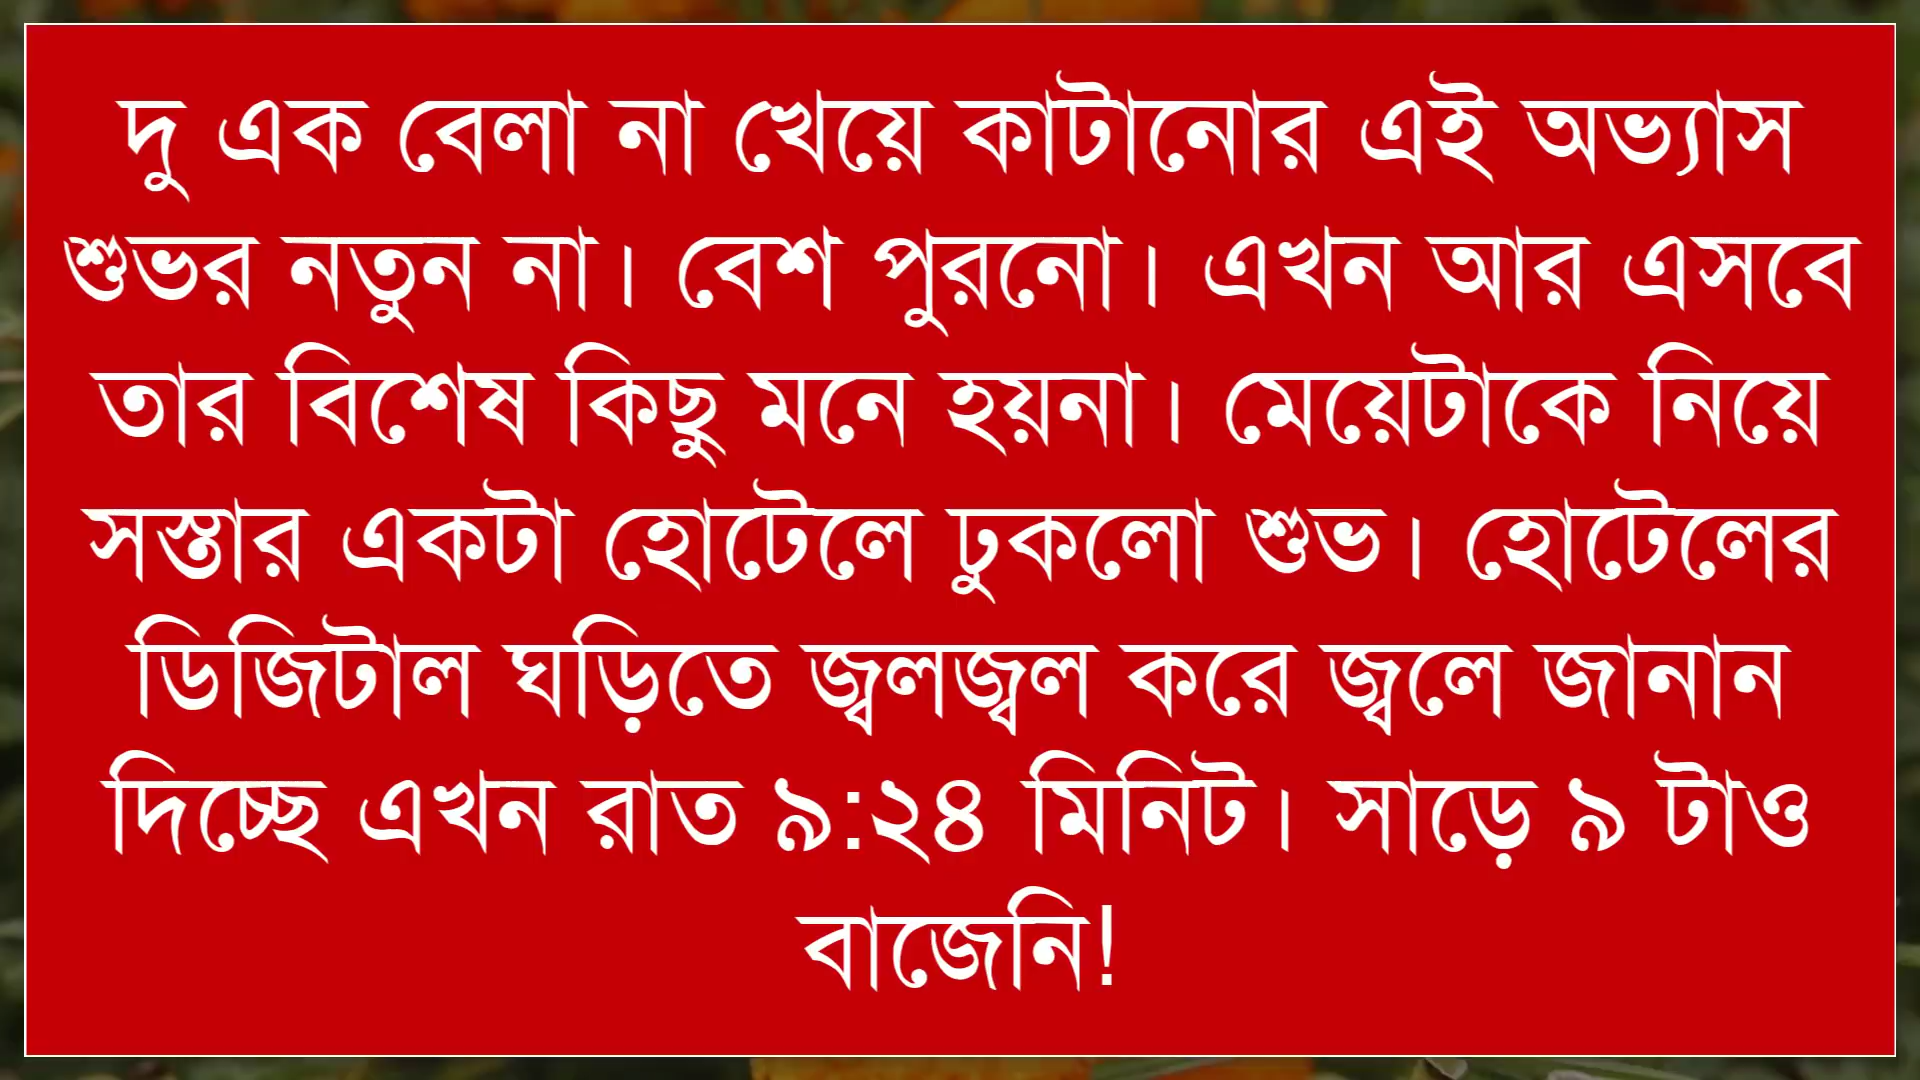 দু এক বেলা না খেয়ে কাটানোর এই অভ্যাস
শুভর নতুন না। বেশ পুরনো। এখন আর এসবে
তার বিশেষ কিছু মনে হয়না। মেয়েটাকে নিয়ে
সস্তার একটা হোটেলে ঢুকলো শুভ। হোটেলের
ডিজিটাল ঘড়িতে জ্বলজ্বল করে জ্বলে জানান
দিচ্ছে এখন রাত ৯:২৪ মিনিট। সাড়ে ৯ টাও
বাজেনি!